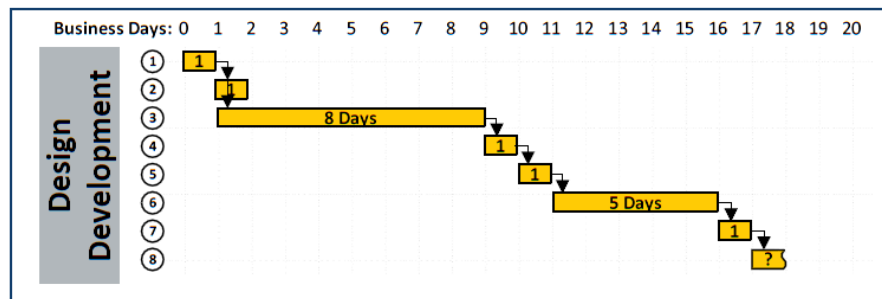 Business Days: 0 1 2 3 4 5 6 7 8 9 10 11 12 13 14 15 16 17 18 19 20
Design
Development
1 1
2 1
3 8 Days
4 1
5 1
6 5 Days
7 1
8 ?